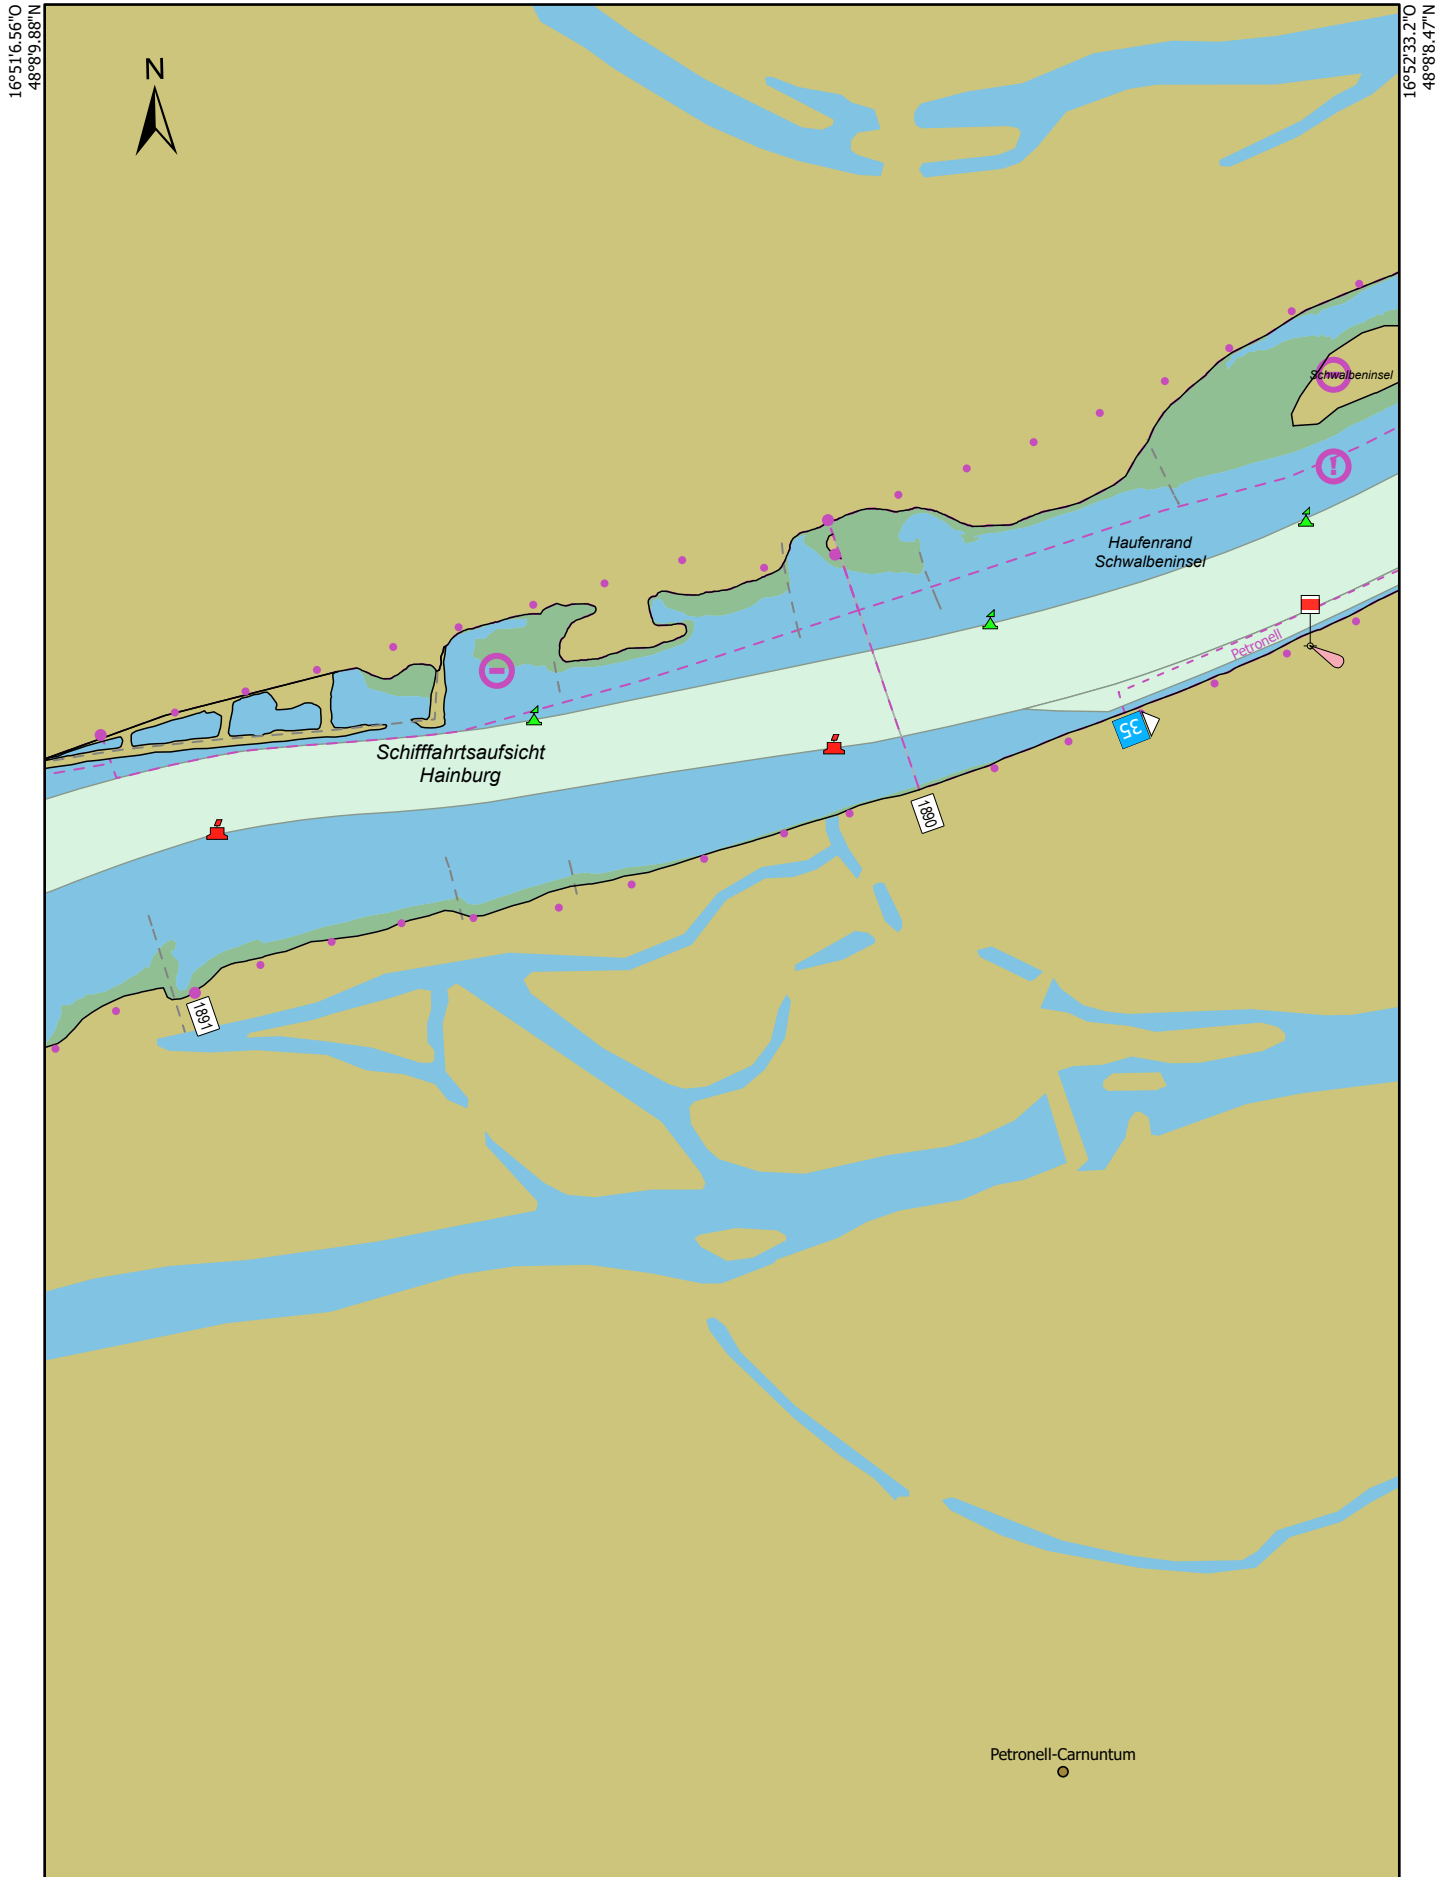 16°51'6.56"O
48°8'9.88"N
16°52'33.2"O
48°8'8.47"N
N
Schwalbeninsel
!
Haufenrand
Schwalbeninsel
Petronell
35
Schifffahrtsaufsicht
Hainburg
1890
1891
Petronell-Carnuntum